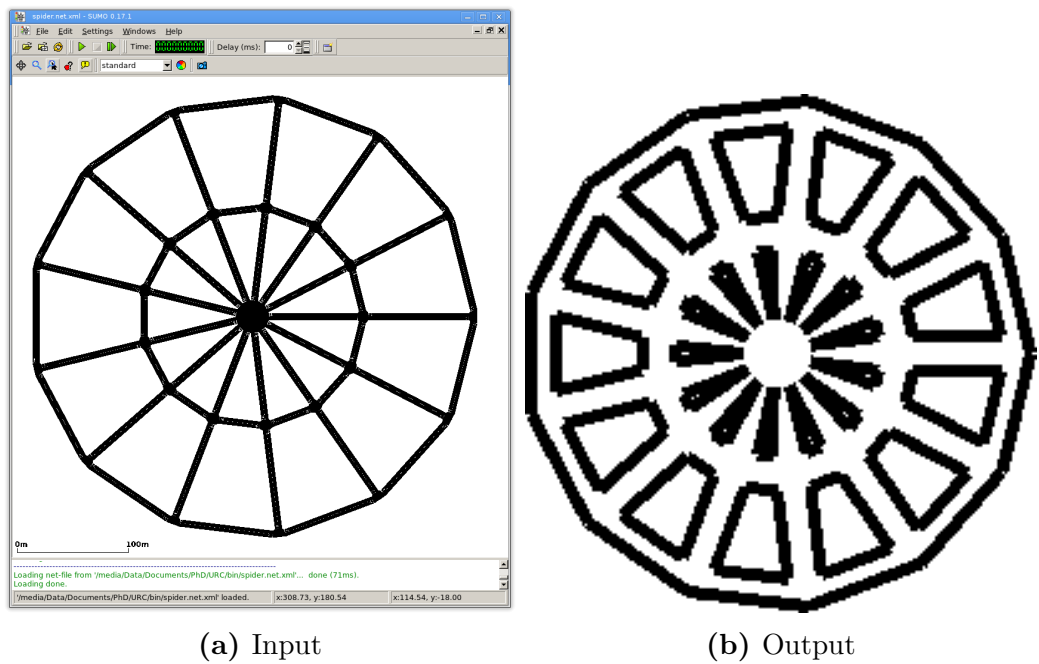 spider.net.xml - SUMO 0.17.1
File Edit Settings Windows Help
Time: Delay (ms): 0
standard
0m 100m
Loading net-file from '/media/Data/Documents/PhD/URC/bin/spider.net.xml'... done (71ms).
Loading done.
'/media/Data/Documents/PhD/URC/bin/spider.net.xml' loaded. x:308.73, y:180.54 x:114.54, y:-18.00
(a) Input (b) Output